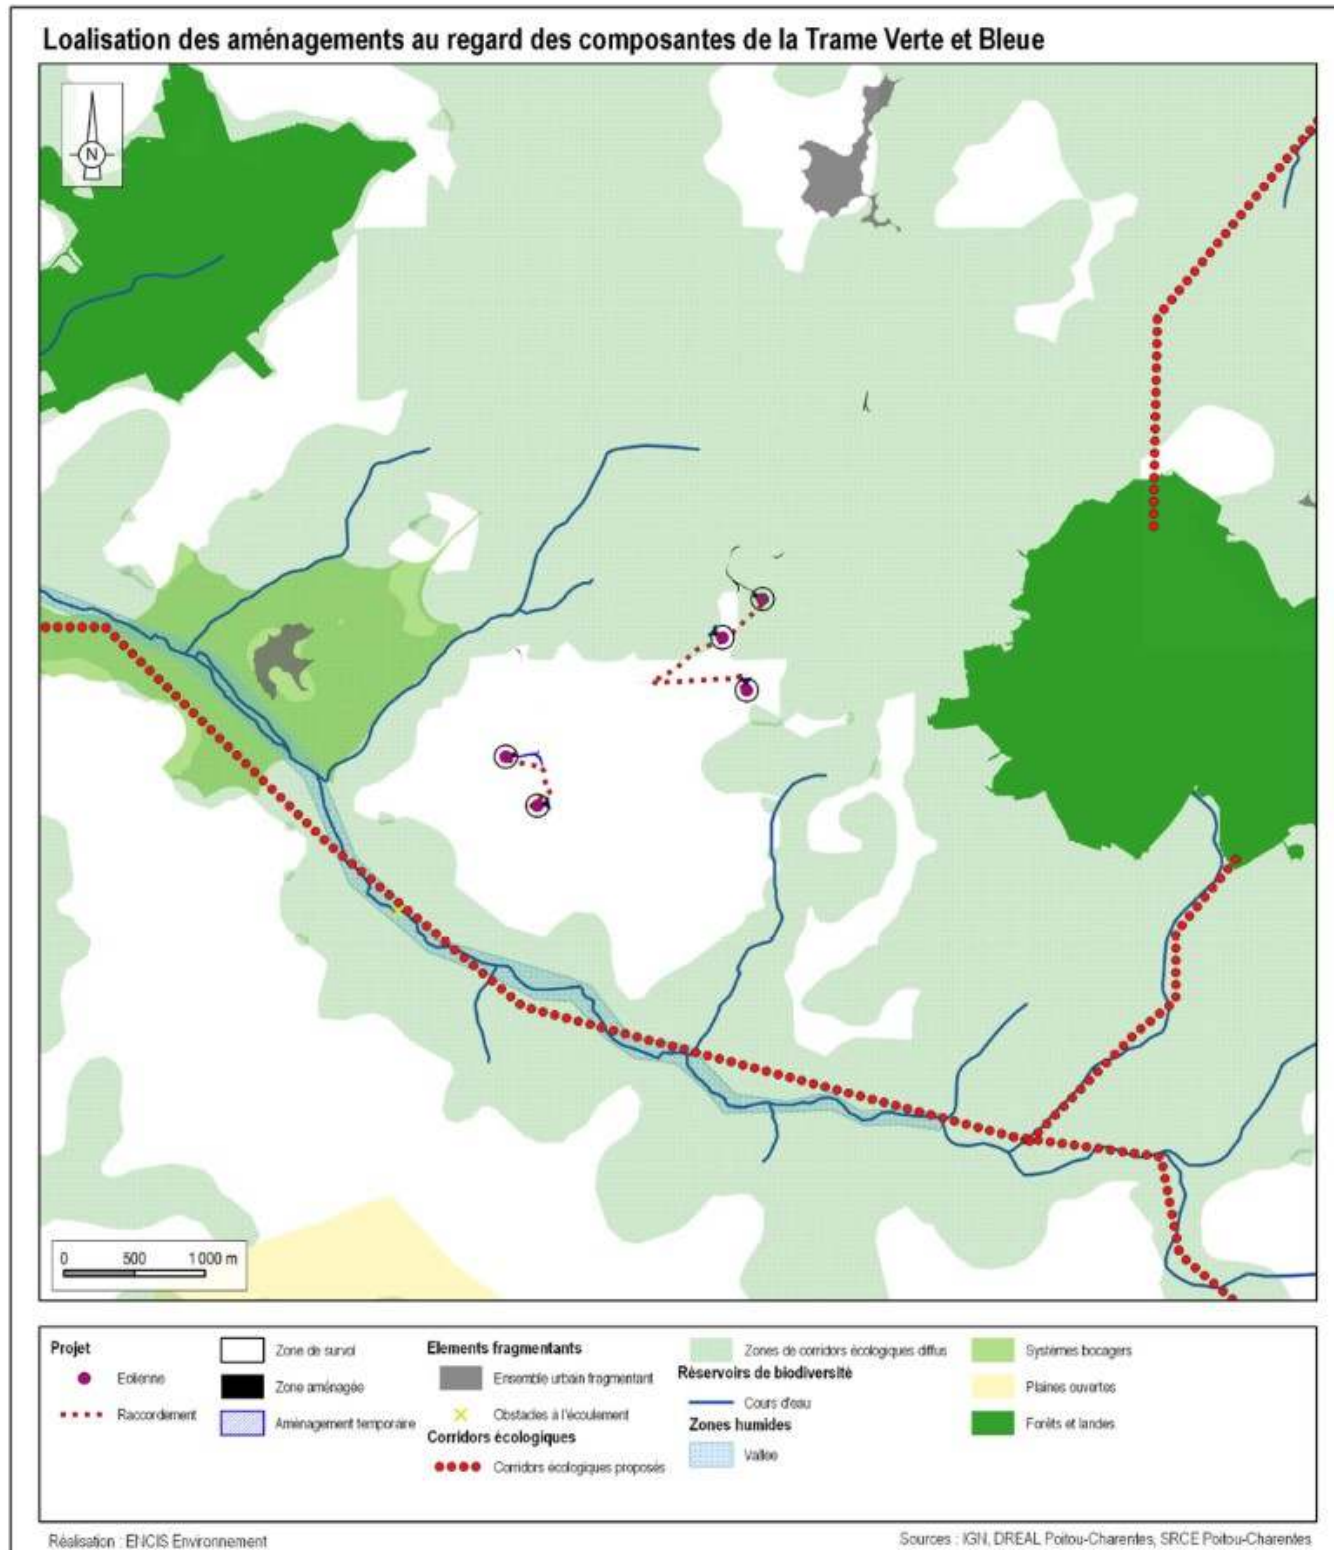 Loalisation des aménagements au regard des composantes de la Trame Verte et Bleue
N
0 500 1 000 m
Projet
Eolienne
Raccordement
Zone de survol
Zone aménagée
Aménagement temporaire
Elements fragmentants
Ensemble urbain fragmentant
Obstacles à l'écoulement
Corridors écologiques
Corridors écologiques proposés
Zones de corridors écologiques diffus
Réservoirs de biodiversité
Cours d'eau
Zones humides
Vallee
Systèmes bocagers
Plaines ouvertes
Forêts et landes
Réalisation : ENCIS Environnement
Sources : IGN, DREAL Poitou-Charentes, SRCE Poitou-Charentes